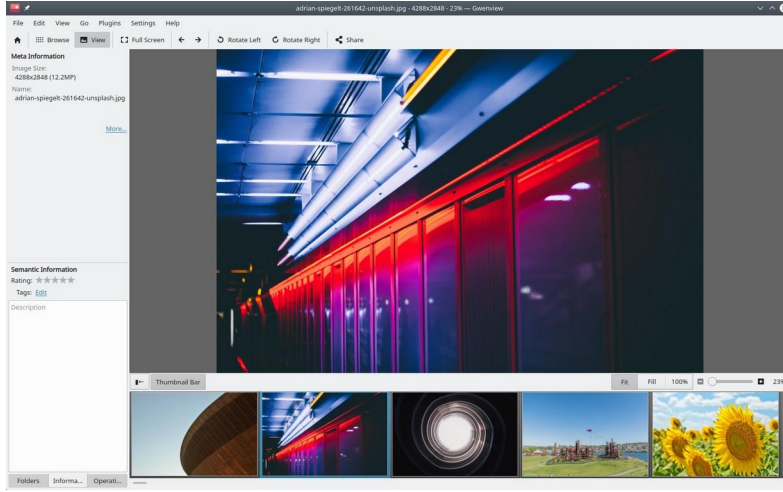 adrian-spiegelt-261642-unsplash.jpg - 4288x2848 - 23% — Gwenview
File Edit View Go Plugins Settings Help
Browse View Full Screen Rotate Left Rotate Right Share
Meta Information
Image Size:
4288x2848 (12.2MP)
Name:
adrian-spiegelt-261642-unsplash.jpg
More...
Semantic Information
Rating:
Tags: Edit
Description
Thumbnail Bar Fit Fill 100% 23%
Folders Informa... Operati...